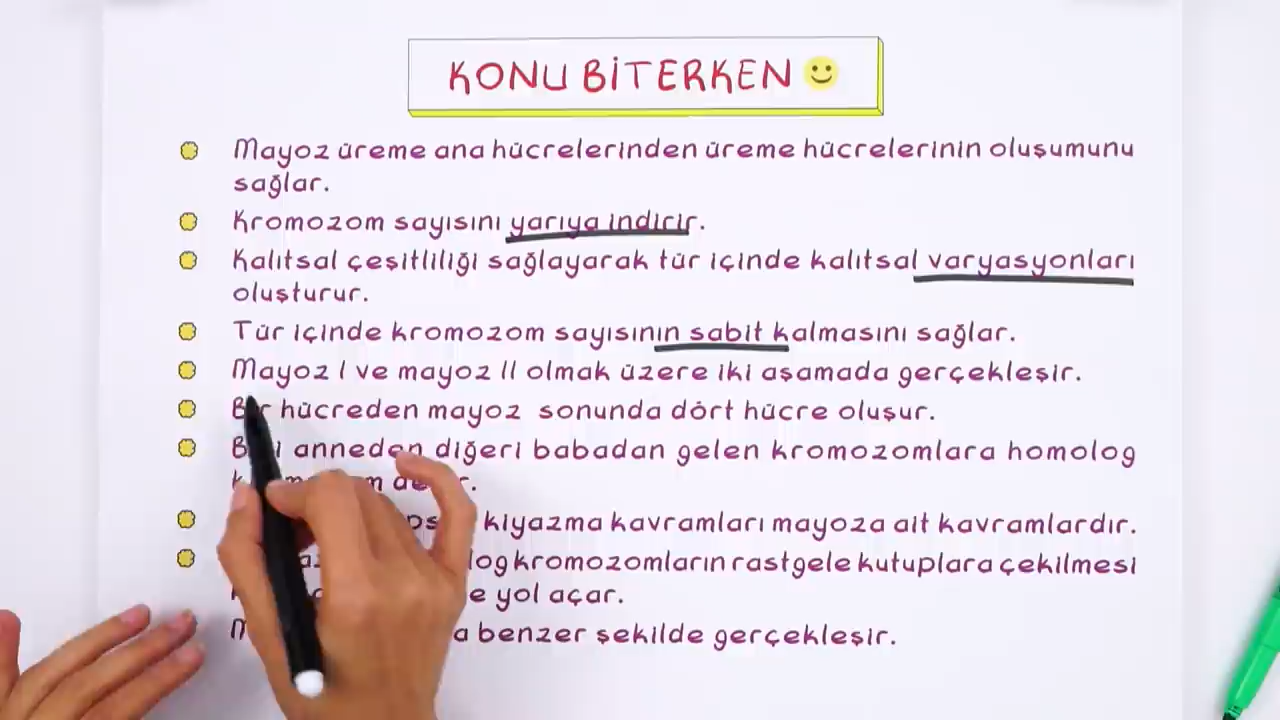 KONU BİTERKEN
Mayoz üreme ana hücrelerinden üreme hücrelerinin oluşumunu
sağlar.
Kromozom sayısını yarıya indirir.
Kalıtsal çeşitliliği sağlayarak tür içinde kalıtsal varyasyonları
oluşturur.
Tür içinde kromozom sayısının sabit kalmasını sağlar.
Mayoz I ve mayoz II olmak üzere iki aşamada gerçekleşir.
Bir hücreden mayoz sonunda dört hücre oluşur.
Biri anneden diğeri babadan gelen kromozomlara homolog
kiyazma kavramları mayoza ait kavramlardır.
kromozomların rastgele kutuplara çekilmesi
yol açar.
benzer şekilde gerçekleşir.